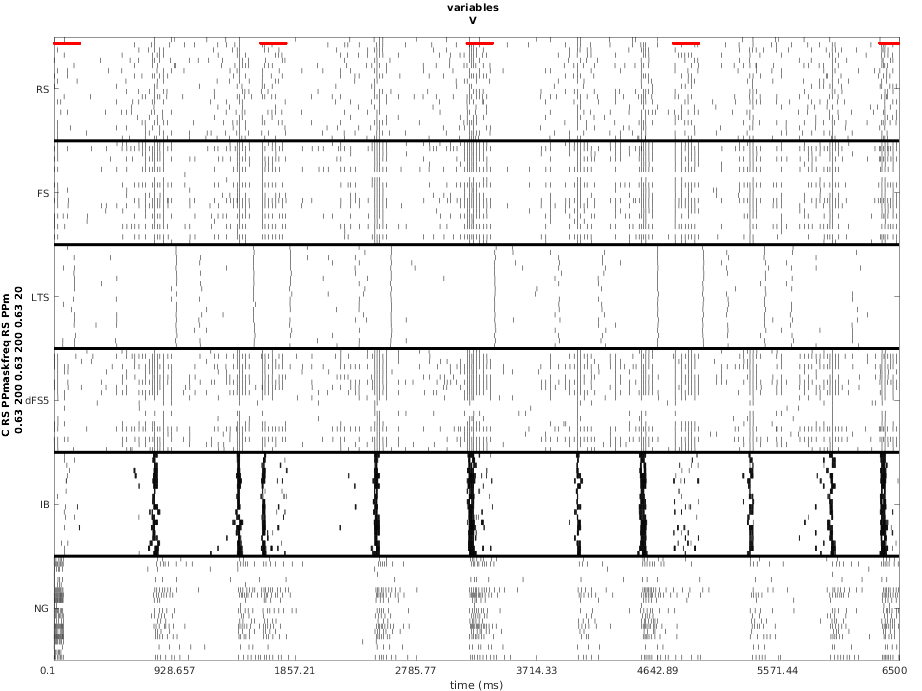 variables
V
RS
FS
LTS
dFS5
IB
NG
C RS PPmaskfreq RS PPm
0.63 200 0.63 200 0.63 20
0.1 928.657 1857.21 2785.77 3714.33 4642.89 5571.44 6500
time (ms)